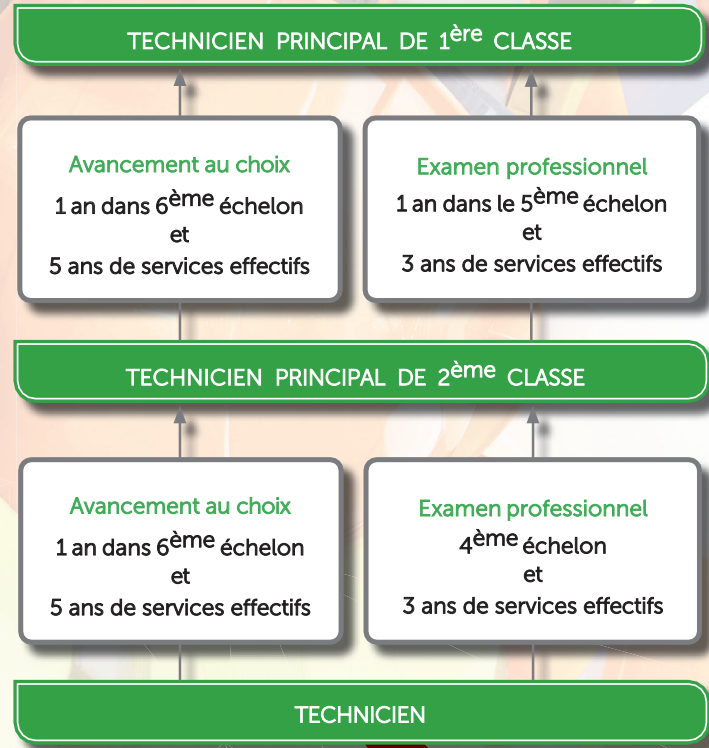 TECHNICIEN PRINCIPAL DE 1ère CLASSE
Avancement au choix
1 an dans 6ème échelon
et
5 ans de services effectifs
Examen professionnel
1 an dans le 5ème échelon
et
3 ans de services effectifs
TECHNICIEN PRINCIPAL DE 2ème CLASSE
Avancement au choix
1 an dans 6ème échelon
et
5 ans de services effectifs
Examen professionnel
4ème échelon
et
3 ans de services effectifs
TECHNICIEN